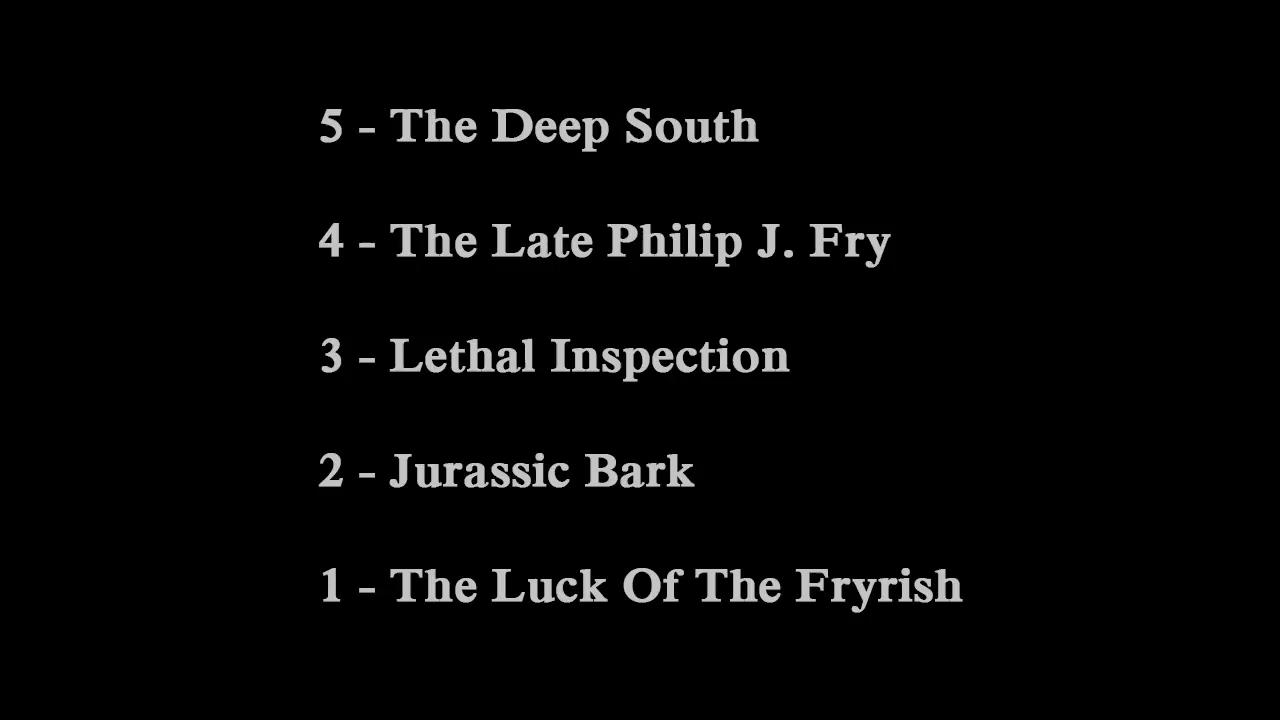 5 - The Deep South
4 - The Late Philip J. Fry
3 - Lethal Inspection
2 - Jurassic Bark
1 - The Luck Of The Fryrish